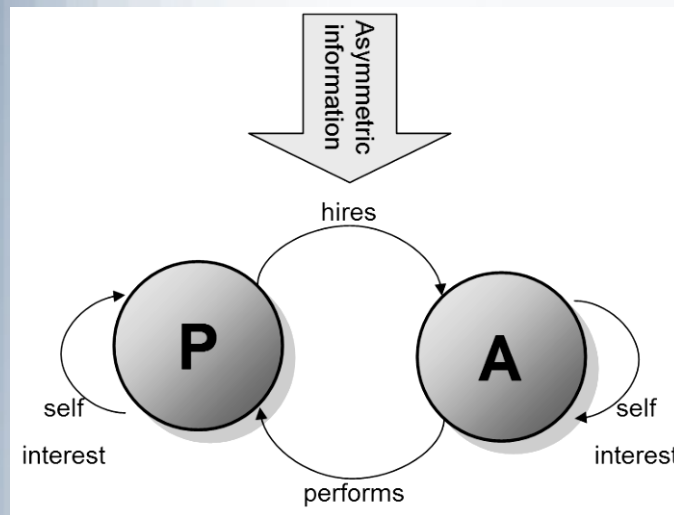 Asymmetric
information
hires
P
A
self
interest
self
interest
performs